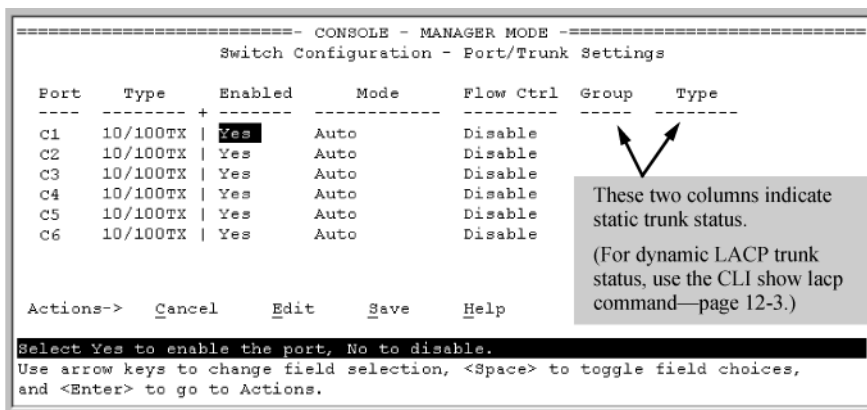 ===========================- CONSOLE - MANAGER MODE -=============================
Switch Configuration - Port/Trunk Settings
Port Type Enabled Mode Flow Ctrl Group Type
---- -------- + ------- ------------ --------- ----- --------
C1 10/100TX | Yes Auto Disable
C2 10/100TX | Yes Auto Disable
C3 10/100TX | Yes Auto Disable
C4 10/100TX | Yes Auto Disable
C5 10/100TX | Yes Auto Disable
C6 10/100TX | Yes Auto Disable
These two columns indicate
static trunk status.
(For dynamic LACP trunk
status, use the CLI show lacp
command—page 12-3.)
Actions-> Cancel Edit Save Help
Select Yes to enable the port, No to disable.
Use arrow keys to change field selection, <Space> to toggle field choices,
and <Enter> to go to Actions.